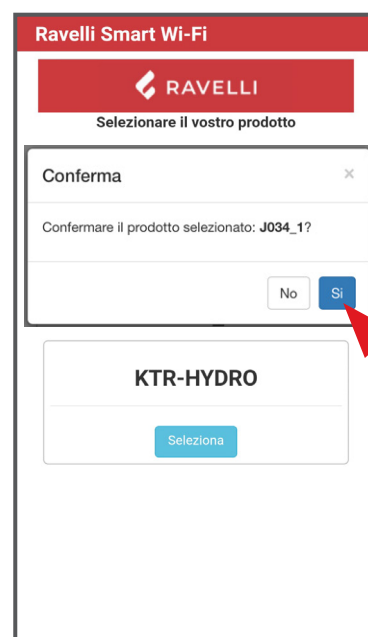 Ravelli Smart Wi-Fi
RAVELLI
Selezionare il vostro prodotto
Conferma ×
Confermare il prodotto selezionato: J034_1?
No Si
KTR-HYDRO
Seleziona